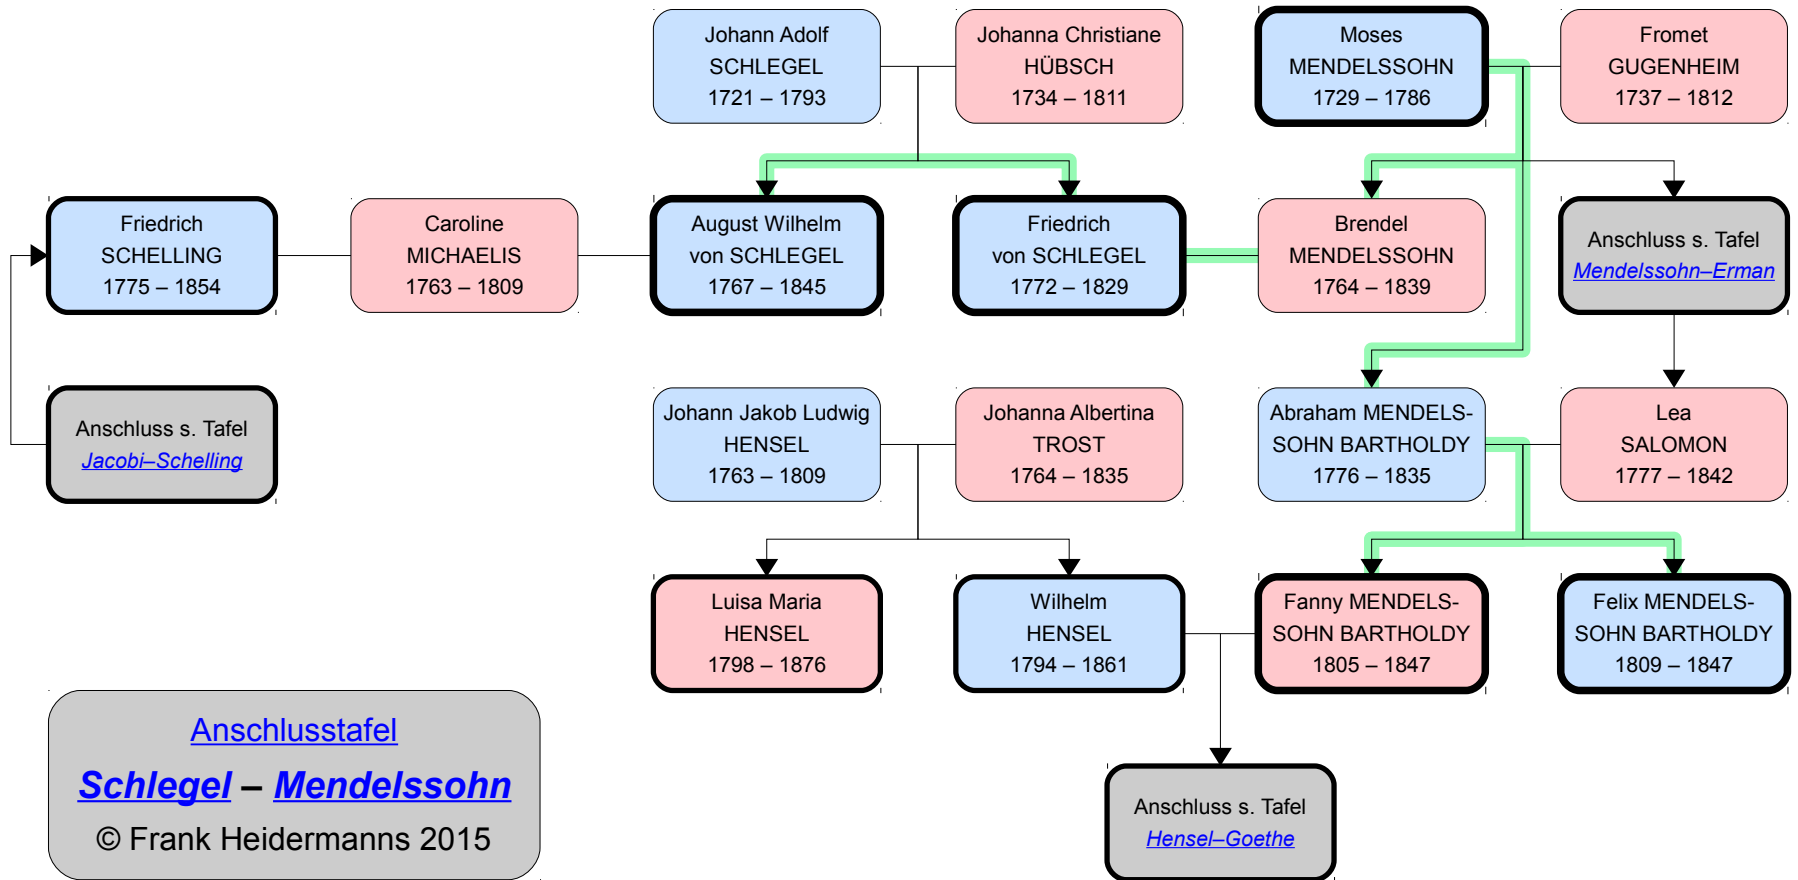 Johann Adolf
SCHLEGEL
1721 – 1793
Johanna Christiane
HÜBSCH
1734 – 1811
Moses
MENDELSSOHN
1729 – 1786
Fromet
GUGENHEIM
1737 – 1812
Friedrich
SCHELLING
1775 – 1854
Caroline
MICHAELIS
1763 – 1809
August Wilhelm
von SCHLEGEL
1767 – 1845
Friedrich
von SCHLEGEL
1772 – 1829
Brendel
MENDELSSOHN
1764 – 1839
Anschluss s. Tafel
Mendelssohn–Erman
Anschluss s. Tafel
Jacobi–Schelling
Johann Jakob Ludwig
HENSEL
1763 – 1809
Johanna Albertina
TROST
1764 – 1835
Abraham MENDELS-
SOHN BARTHOLDY
1776 – 1835
Lea
SALOMON
1777 – 1842
Luisa Maria
HENSEL
1798 – 1876
Wilhelm
HENSEL
1794 – 1861
Fanny MENDELS-
SOHN BARTHOLDY
1805 – 1847
Felix MENDELS-
SOHN BARTHOLDY
1809 – 1847
Anschlusstafel
Schlegel – Mendelssohn
© Frank Heidermanns 2015
Anschluss s. Tafel
Hensel–Goethe